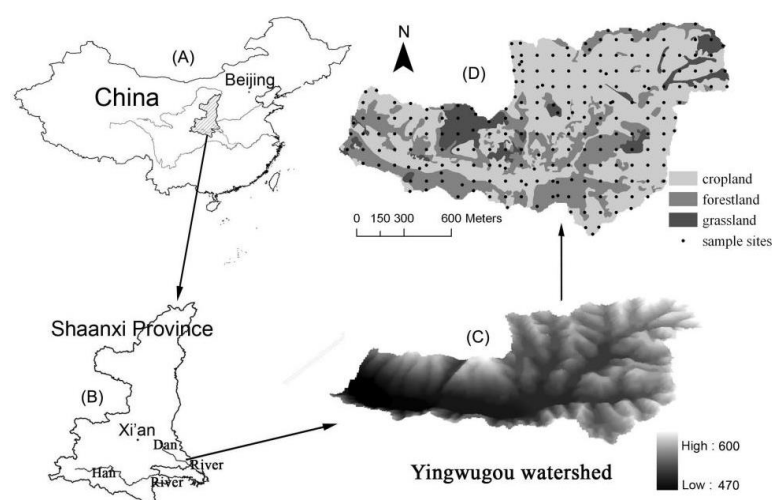 (A)
Beijing
China
(B)
Shaanxi Province
Xi'an
Dan
River
Han
River
(C)
Yingwugou watershed
High : 600
Low : 470
(D)
N
0 150 300 600 Meters
cropland
forestland
grassland
sample sites